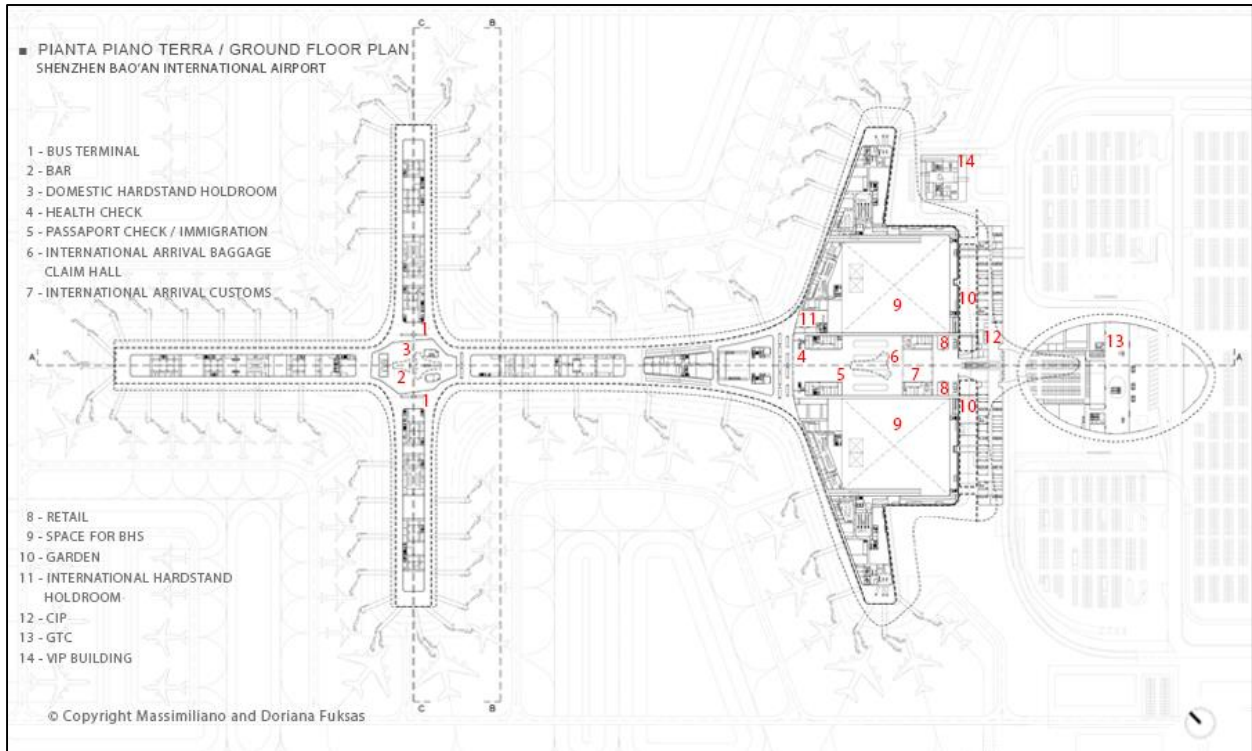 C B
■ PIANTA PIANO TERRA / GROUND FLOOR PLAN
SHENZHEN BAO'AN INTERNATIONAL AIRPORT
1 - BUS TERMINAL
2 - BAR
3 - DOMESTIC HARDSTAND HOLDROOM
4 - HEALTH CHECK
5 - PASSAPORT CHECK / IMMIGRATION
6 - INTERNATIONAL ARRIVAL BAGGAGE
CLAIM HALL
7 - INTERNATIONAL ARRIVAL CUSTOMS
14
9
10
11
1
12
13
3
8
A
4
6
A
2
5
7
8
1
10
9
8 - RETAIL
9 - SPACE FOR BHS
10 - GARDEN
11 - INTERNATIONAL HARDSTAND
HOLDROOM
12 - CIP
13 - GTC
14 - VIP BUILDING
C B
© Copyright Massimiliano and Doriana Fuksas